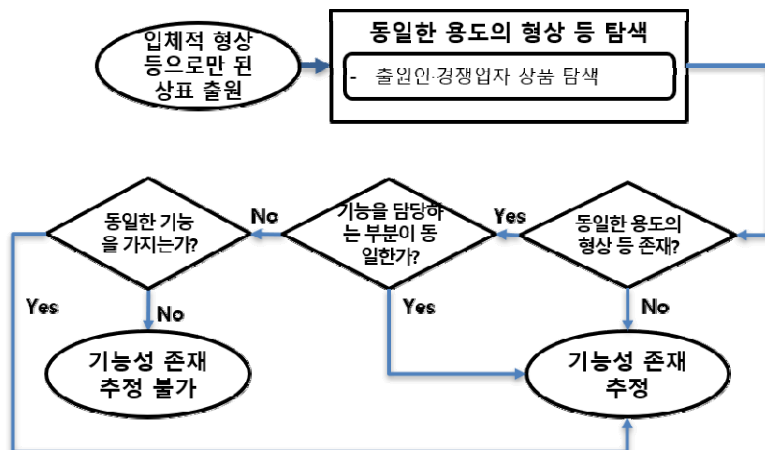 입체적 형상
등으로만 된
상표 출원
동일한 용도의 형상 등 탐색
- 출원인·경쟁업자 상품 탐색
동일한 용도의
형상 등 존재?
Yes
No
기능을 담당하
는 부분이 동
일한가?
No
Yes
동일한 기능
을 가지는가?
Yes
No
기능성 존재
추정 불가
기능성 존재
추정